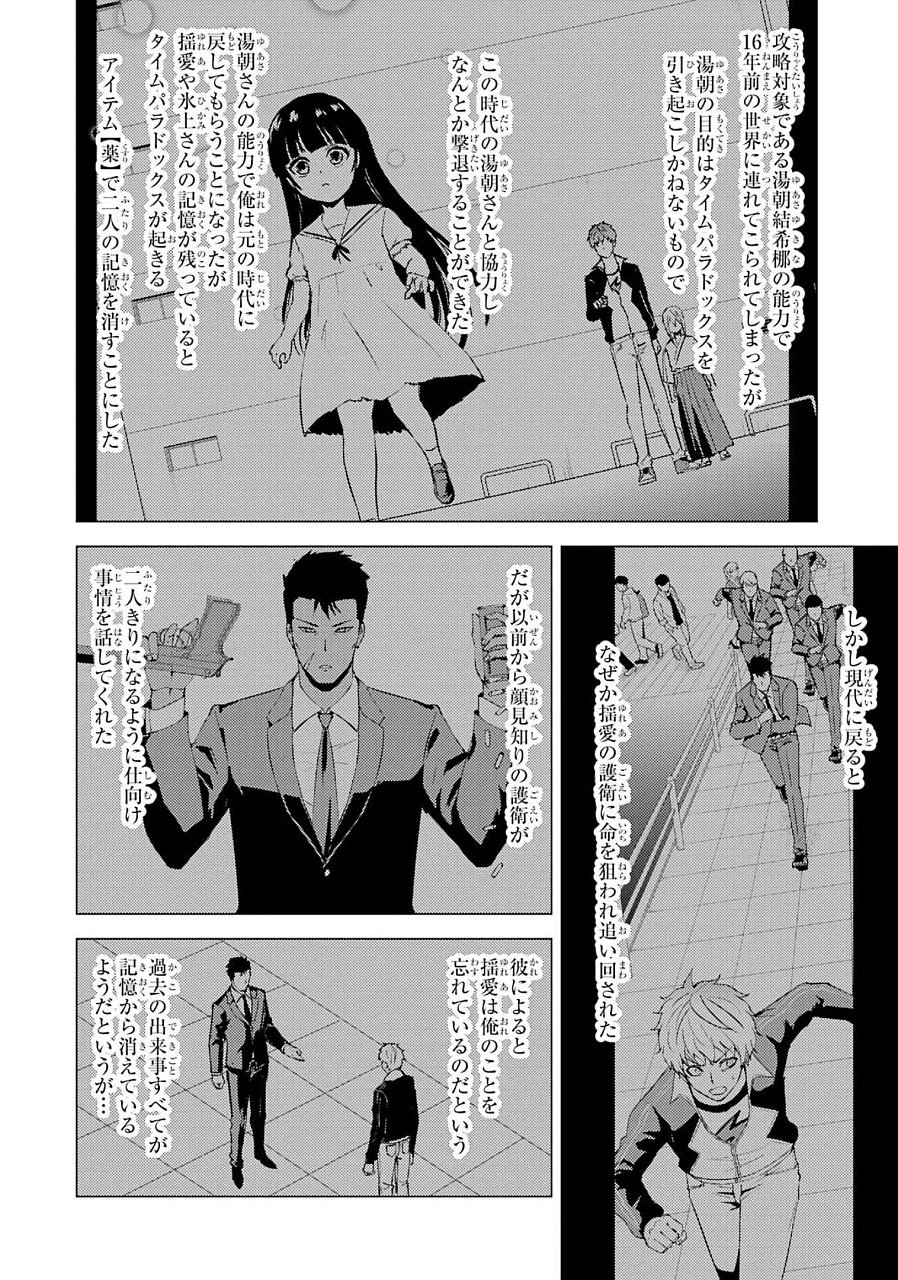 攻略対象である湯朝結希梛の能力で
16年前の世界に連れてこられてしまったが
湯朝の目的はタイムパラドックスを
引き起こしかねないもので
この時代の湯朝さんと協力し
なんとか撃退することができた
湯朝さんの能力で俺は元の時代に
戻してもらうことになったが
揺愛や氷上さんの記憶が残っていると
タイムパラドックスが起きる
アイテム【薬】で二人の記憶を消すことにした
しかし現代に戻ると
なぜか揺愛の護衛に命を狙われ追い回された
だが以前から顔見知りの護衛が
二人きりになるように仕向け
事情を話してくれた
彼によると
揺愛は俺のことを
忘れているのだという
過去の出来事すべてが
記憶から消えている
ようだというが…